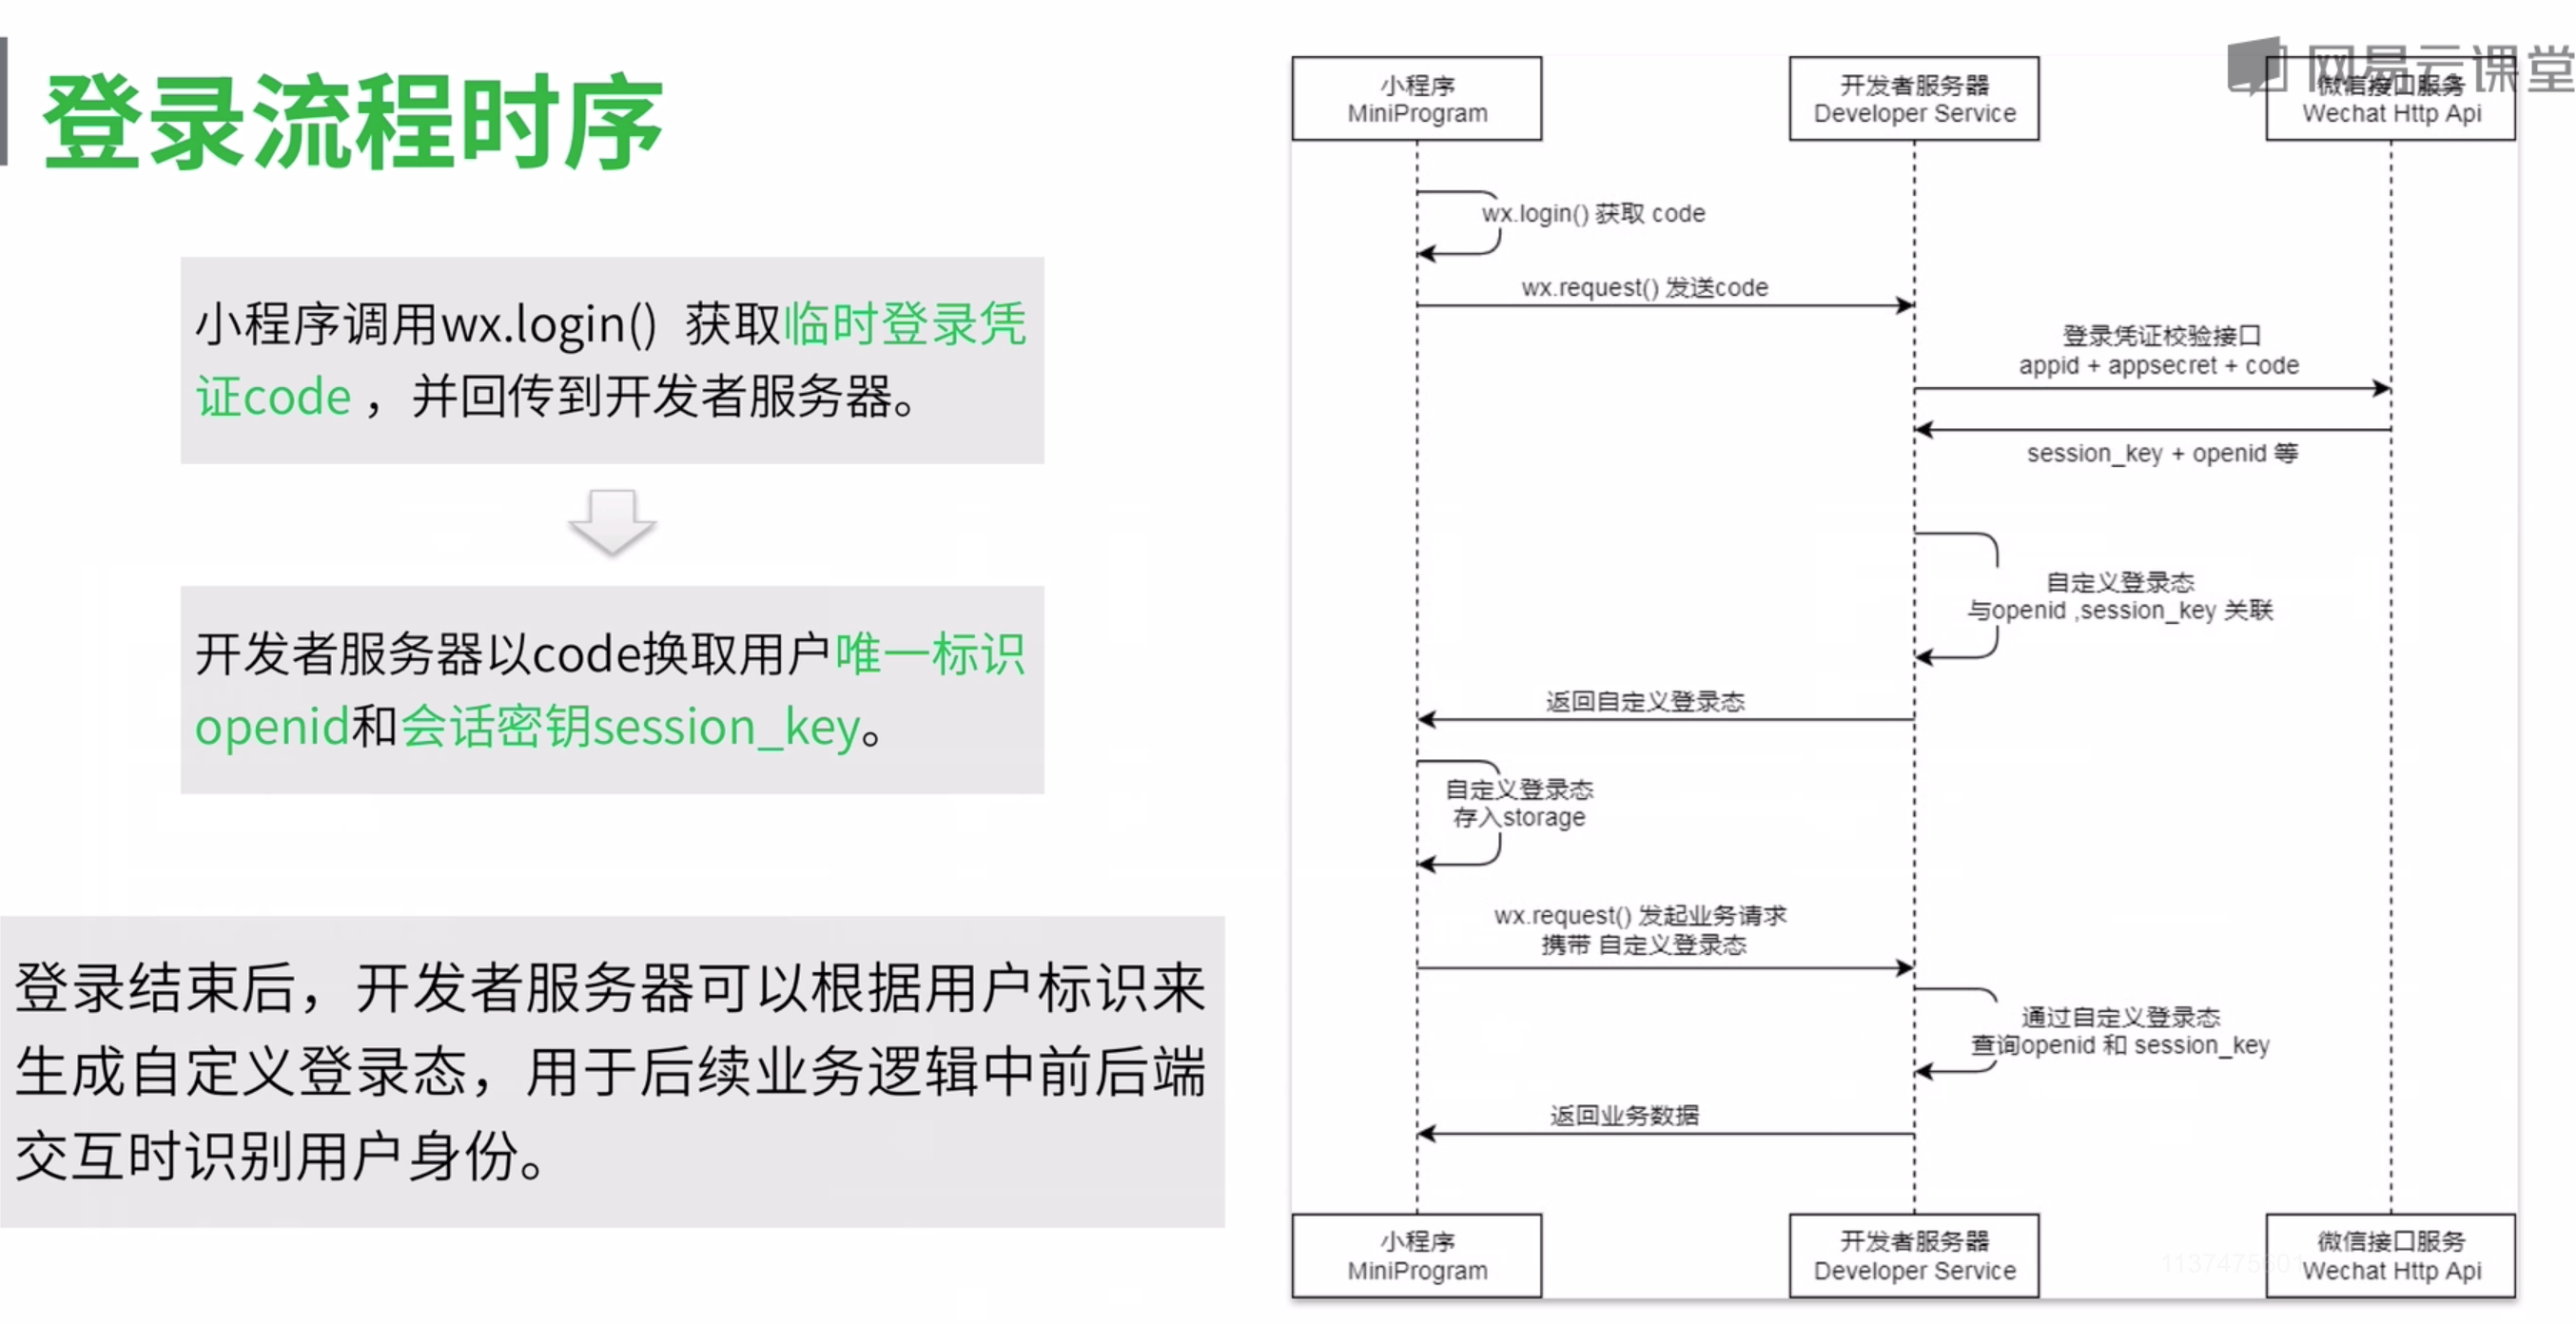 登录流程时序
小程序调用wx.login() 获取临时登录凭
证code ，并回传到开发者服务器。
开发者服务器以code换取用户唯一标识
openid和会话密钥session_key。
登录结束后，开发者服务器可以根据用户标识来
生成自定义登录态，用于后续业务逻辑中前后端
交互时识别用户身份。
网易云课堂
小程序
MiniProgram
开发者服务器
Developer Service
微信接口服务
Wechat Http Api
wx.login() 获取 code
wx.request() 发送code
登录凭证校验接口
appid + appsecret + code
session_key + openid 等
自定义登录态
与openid ,session_key 关联
返回自定义登录态
自定义登录态
存入storage
wx.request() 发起业务请求
携带 自定义登录态
通过自定义登录态
查询openid 和 session_key
返回业务数据
小程序
MiniProgram
开发者服务器
Developer Service
微信接口服务
Wechat Http Api